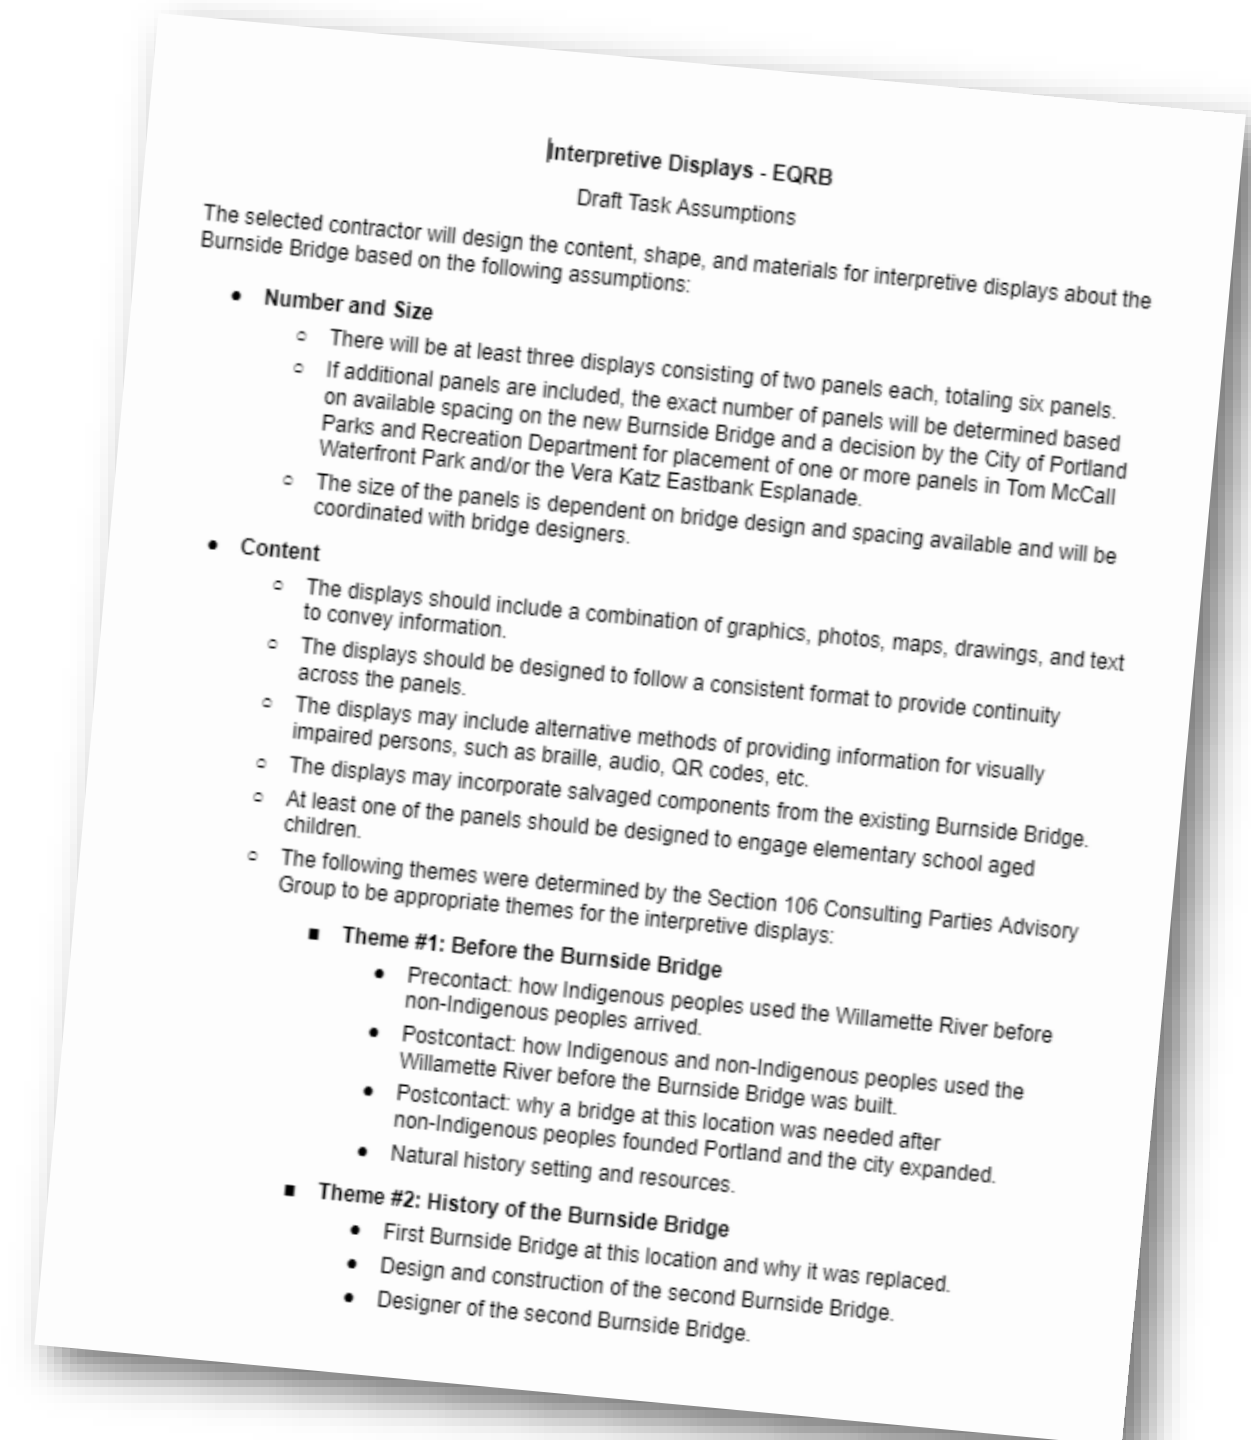 Interpretive Displays - EQRB
Draft Task Assumptions
The selected contractor will design the content, shape, and materials for interpretive displays about the
Burnside Bridge based on the following assumptions:
● Number and Size
○ There will be at least three displays consisting of two panels each, totaling six panels.
○ If additional panels are included, the exact number of panels will be determined based
on available spacing on the new Burnside Bridge and a decision by the City of Portland
Parks and Recreation Department for placement of one or more panels in Tom McCall
Waterfront Park and/or the Vera Katz Eastbank Esplanade.
○ The size of the panels is dependent on bridge design and spacing available and will be
coordinated with bridge designers.
● Content
○ The displays should include a combination of graphics, photos, maps, drawings, and text
to convey information.
○ The displays should be designed to follow a consistent format to provide continuity
across the panels.
○ The displays may include alternative methods of providing information for visually
impaired persons, such as braille, audio, QR codes, etc.
○ The displays may incorporate salvaged components from the existing Burnside Bridge.
○ At least one of the panels should be designed to engage elementary school aged
children.
○ The following themes were determined by the Section 106 Consulting Parties Advisory
Group to be appropriate themes for the interpretive displays:
■ Theme #1: Before the Burnside Bridge
● Precontact: how Indigenous peoples used the Willamette River before
non-Indigenous peoples arrived.
● Postcontact: how Indigenous and non-Indigenous peoples used the
Willamette River before the Burnside Bridge was built.
● Postcontact: why a bridge at this location was needed after
non-Indigenous peoples founded Portland and the city expanded.
● Natural history setting and resources.
■ Theme #2: History of the Burnside Bridge
● First Burnside Bridge at this location and why it was replaced.
● Design and construction of the second Burnside Bridge.
● Designer of the second Burnside Bridge.